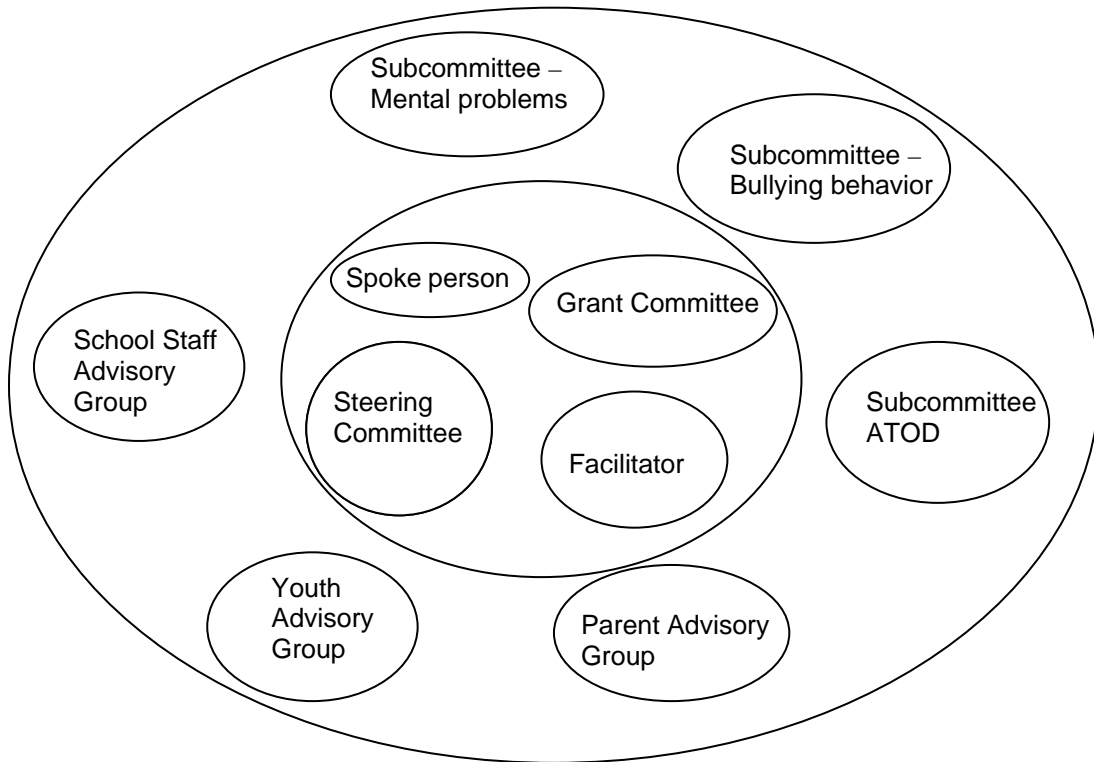 Subcommittee –
Mental problems
Subcommittee –
Bullying behavior
Spoke person
Grant Committee
School Staff
Advisory
Group
Steering
Committee
Facilitator
Subcommittee
ATOD
Youth
Advisory
Group
Parent Advisory
Group